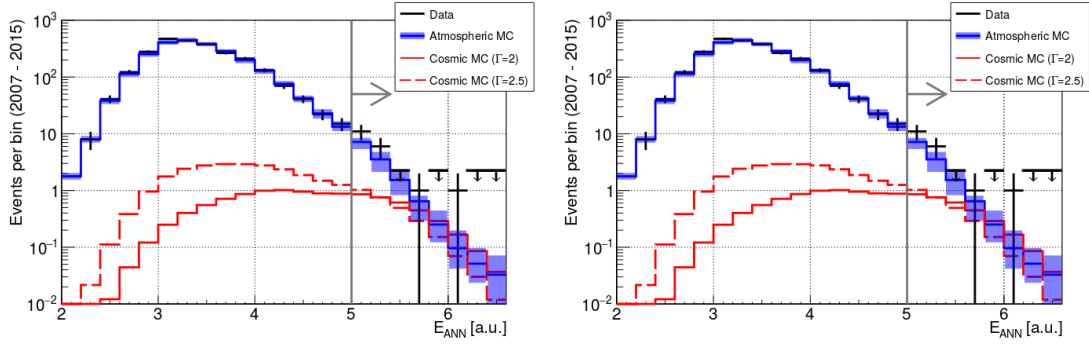 Data
Atmospheric MC
Cosmic MC (Γ=2)
Cosmic MC (Γ=2.5)
Events per bin (2007 - 2015)
10³
10²
10
1
10⁻¹
10⁻²
2 3 4 5 6
E_ANN [a.u.]
Data
Atmospheric MC
Cosmic MC (Γ=2)
Cosmic MC (Γ=2.5)
Events per bin (2007 - 2015)
10³
10²
10
1
10⁻¹
10⁻²
2 3 4 5 6
E_ANN [a.u.]